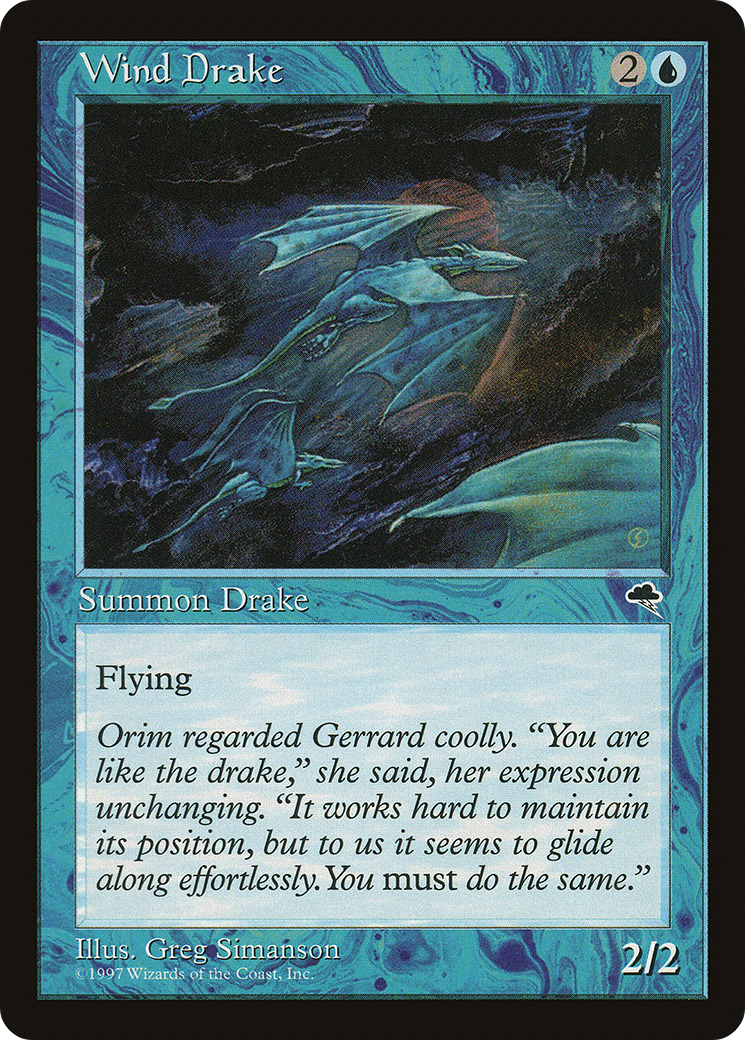 Wind Drake 2
Summon Drake
Flying
Orim regarded Gerrard coolly. “You are
like the drake,” she said, her expression
unchanging. “It works hard to maintain
its position, but to us it seems to glide
along effortlessly. You must do the same.”
Illus. Greg Simanson
©1997 Wizards of the Coast, Inc.
2/2